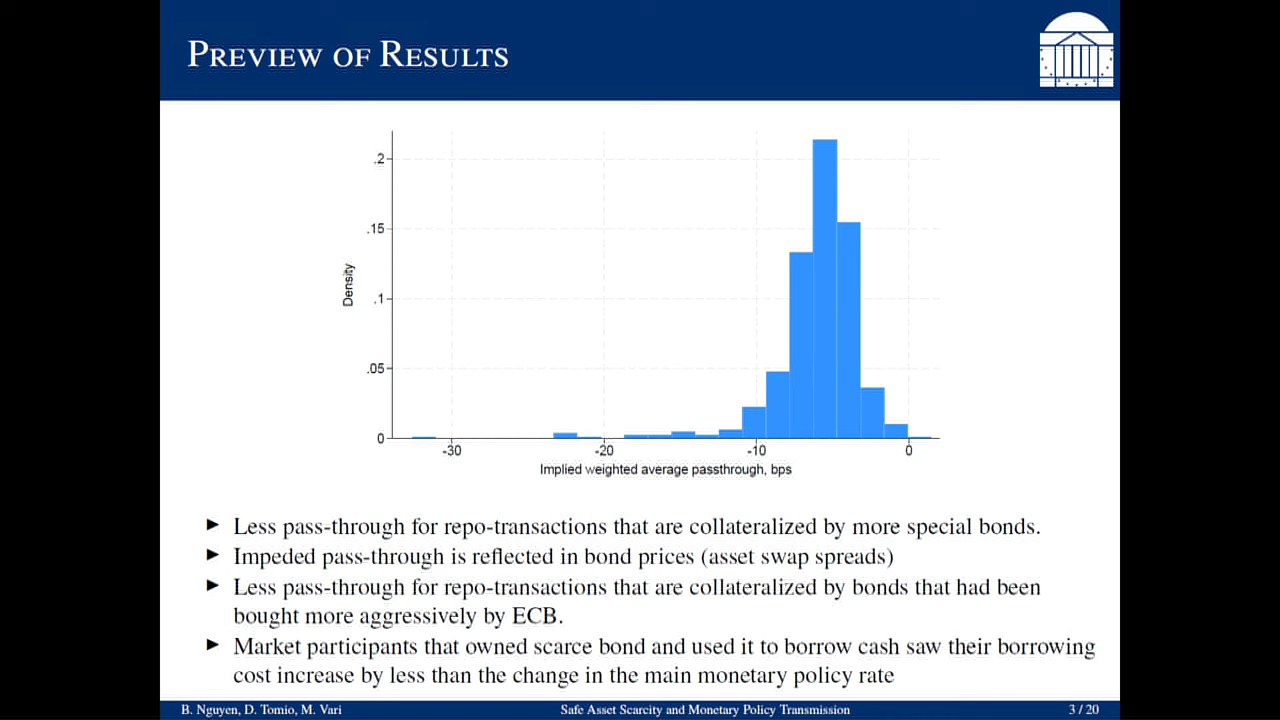 PREVIEW OF RESULTS
.2
.15
.1
.05
0
Density
-30
-20
-10
0
Implied weighted average passthrough, bps
► Less pass-through for repo-transactions that are collateralized by more special bonds.
► Impeded pass-through is reflected in bond prices (asset swap spreads)
► Less pass-through for repo-transactions that are collateralized by bonds that had been
bought more aggressively by ECB.
► Market participants that owned scarce bond and used it to borrow cash saw their borrowing
cost increase by less than the change in the main monetary policy rate
B. Nguyen, D. Tomio, M. Vari
Safe Asset Scarcity and Monetary Policy Transmission
3 / 20